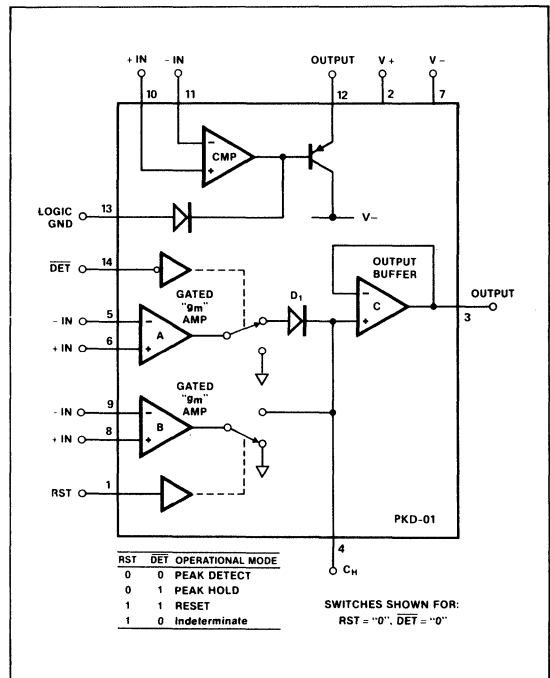 + IN - IN OUTPUT V + V -
10 11 12 2 7
- + CMP
V-
LOGIC GND 13
DET 14
GATED "gm" AMP
- IN 5 - A
+ IN 6 +
D1
OUTPUT BUFFER
- + C
OUTPUT 3
GATED "gm" AMP
- IN 9 - B
+ IN 8 +
RST 1
PKD-01
4
CH
RST DET OPERATIONAL MODE
0 0 PEAK DETECT
0 1 PEAK HOLD
1 1 RESET
1 0 Indeterminate
SWITCHES SHOWN FOR:
RST = "0", DET = "0"